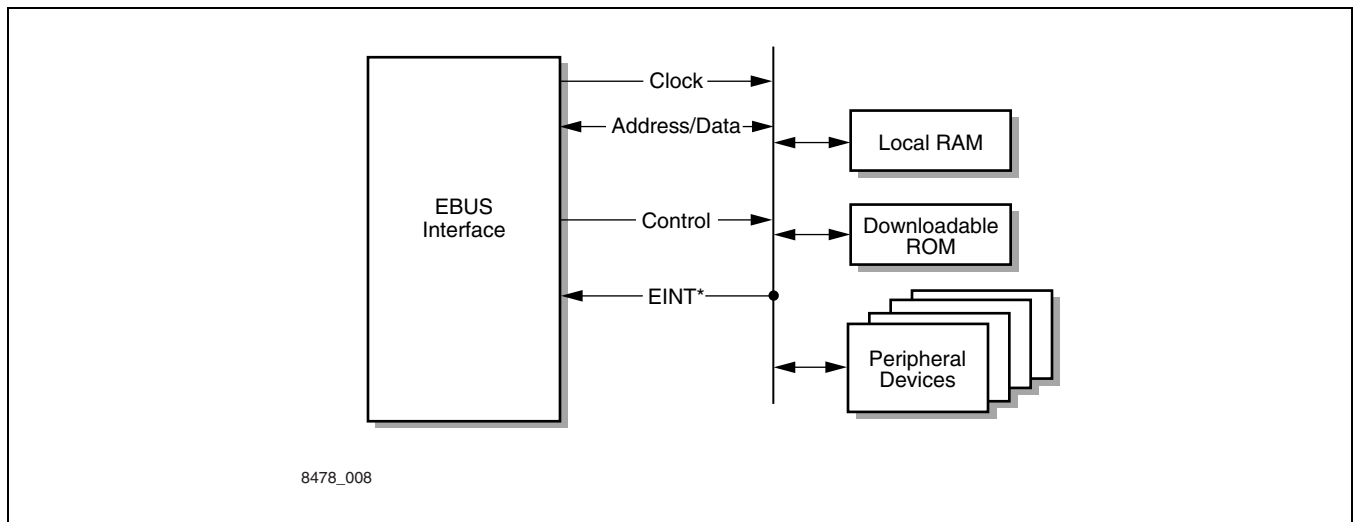 Clock
Address/Data
Local RAM
EBUS
Interface
Control
Downloadable
ROM
EINT*
Peripheral
Devices
8478_008